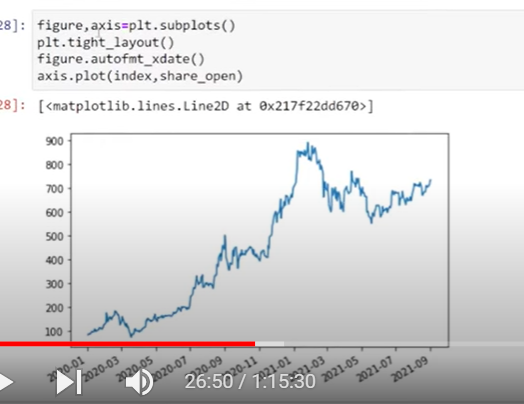 28]: figure,axis=plt.subplots()
plt.tight_layout()
figure.autofmt_xdate()
axis.plot(index,share_open)
28]: [<matplotlib.lines.Line2D at 0x217f22dd670>]
900
800
700
600
500
400
300
200
100
2020-01 2020-03 2020-05 2020-07 2020-09 2020-11 2021-01 2021-03 2021-05 2021-07 2021-09
26:50 / 1:15:30